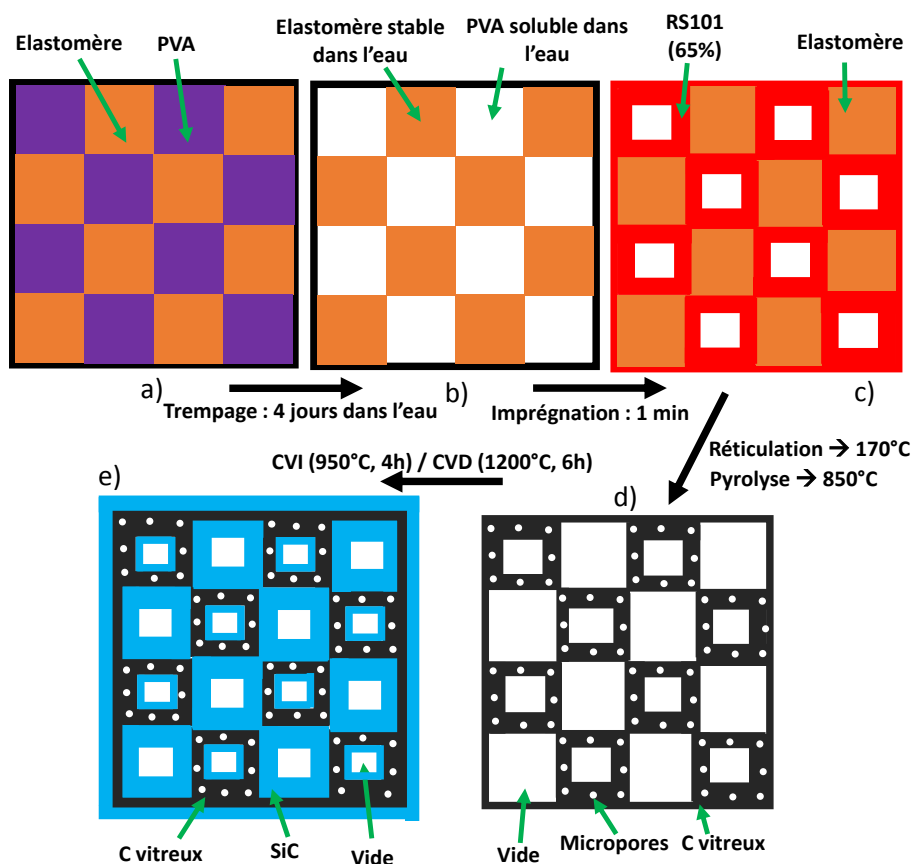 Elastomère
PVA
Elastomère stable
dans l'eau
PVA soluble dans
l'eau
RS101
(65%)
Elastomère
a)
b)
c)
Trempage : 4 jours dans l'eau
Imprégnation : 1 min
Réticulation → 170°C
Pyrolyse → 850°C
CVI (950°C, 4h) / CVD (1200°C, 6h)
e)
d)
C vitreux
SiC
Vide
Vide
Micropores
C vitreux